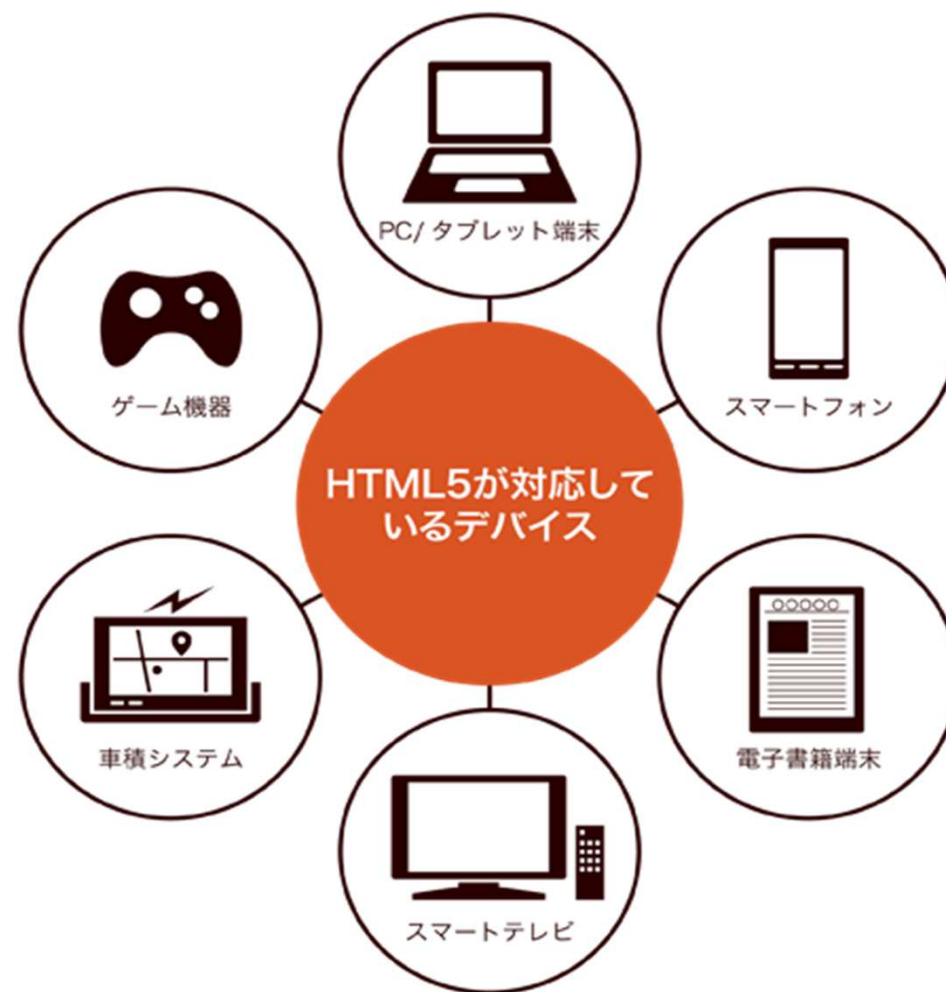 PC/タブレット端末
ゲーム機器
スマートフォン
HTML5が対応して
いるデバイス
車積システム
電子書籍端末
スマートテレビ